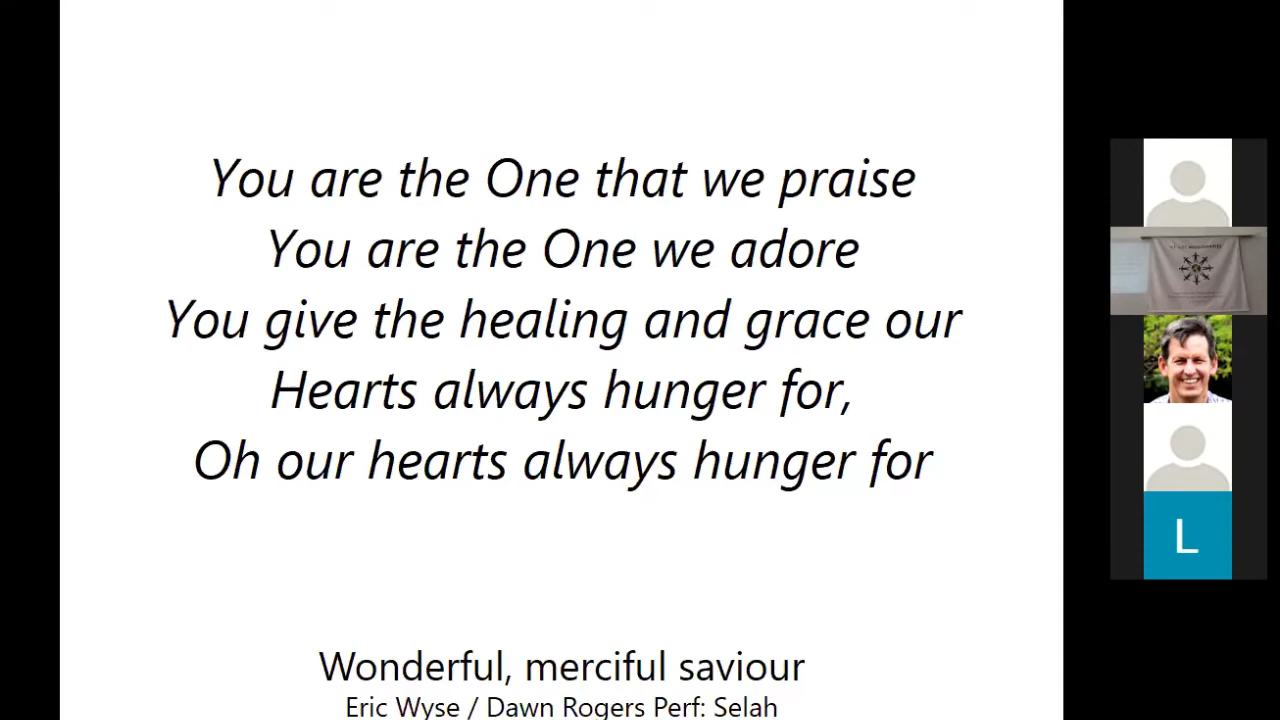 You are the One that we praise
You are the One we adore
You give the healing and grace our
Hearts always hunger for,
Oh our hearts always hunger for
Wonderful, merciful saviour
Eric Wyse / Dawn Rogers Perf: Selah
L